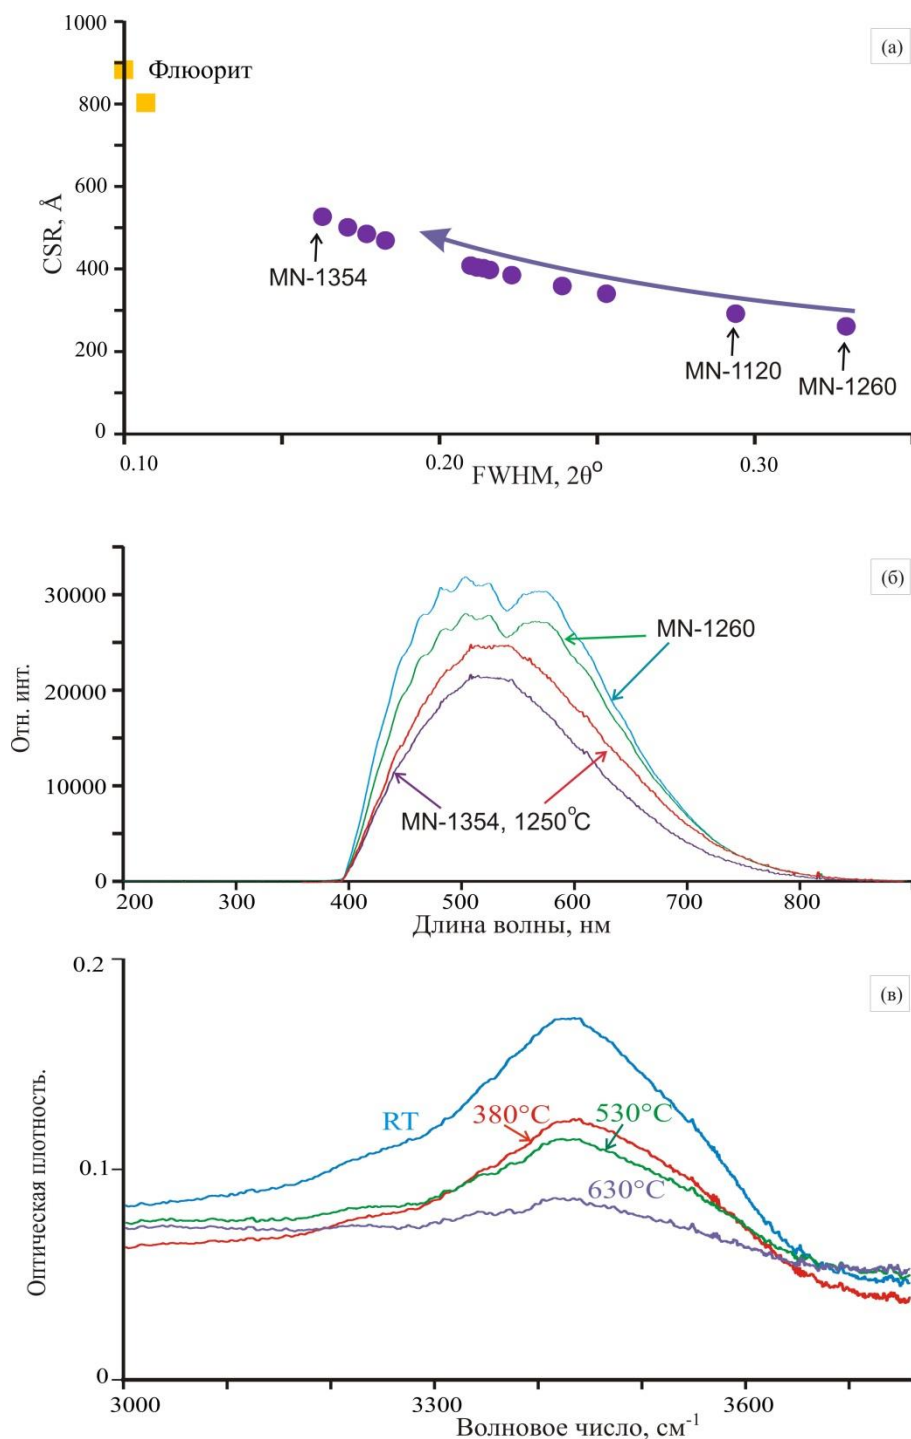 1000
(а)
Флюорит
800
600
CSR, Å
MN-1354
400
200
MN-1120
MN-1260
0
0.10
0.20
0.30
FWHM, 2θ°
(б)
30000
MN-1260
20000
Отн. инт.
10000
MN-1354, 1250°C
0
200
300
400
500
600
700
800
Длина волны, нм
0.2
(в)
Оптическая плотность.
RT
380°C
530°C
0.1
630°C
0
3000
3300
3600
Волновое число, см⁻¹